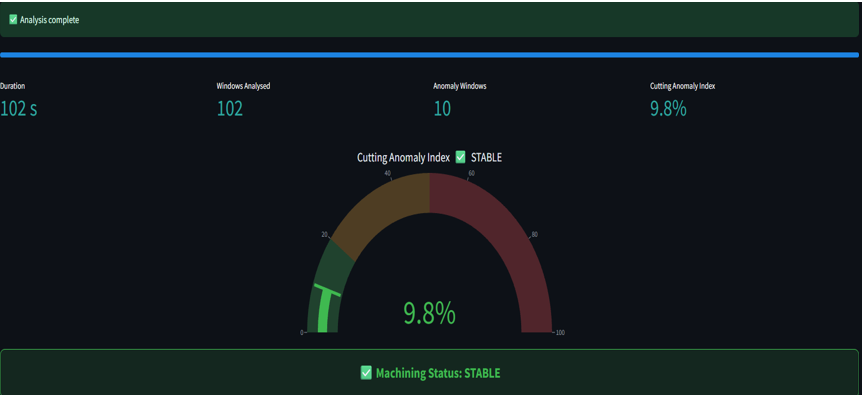 ✅ Analysis complete
Duration
102 s
Windows Analysed
102
Anomaly Windows
10
Cutting Anomaly Index
9.8%
Cutting Anomaly Index ✅ STABLE
0
20
40
60
80
100
9.8%
✅ Machining Status: STABLE